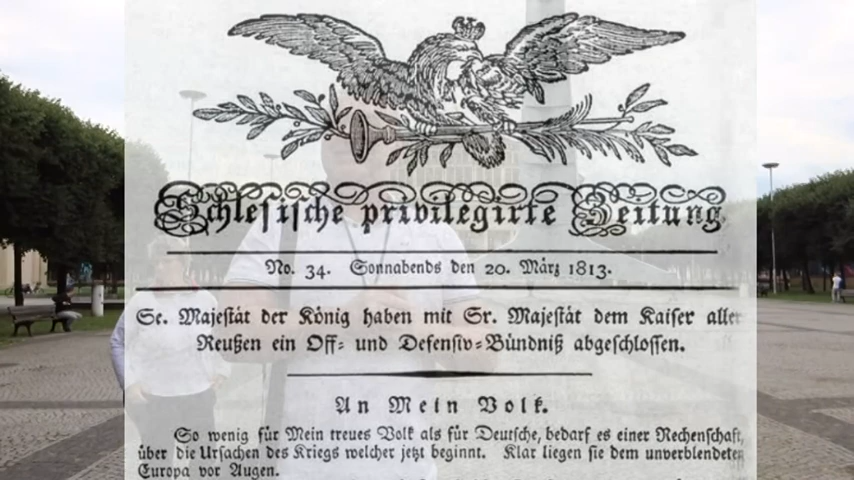 Schlesische privilegirte Zeitung.
No. 34. Sonnabends den 20. März 1813.
Se. Majestät der König haben mit Sr. Majestät dem Kaiser aller
Reußen ein Off- und Defensiv-Bündniß abgeschlossen.
An Mein Volk.
So wenig für Mein treues Volk als für Deutsche, bedarf es einer Rechenschaft,
über die Ursachen des Kriegs welcher jetzt beginnt. Klar liegen sie dem unverblendeten
Europa vor Augen.